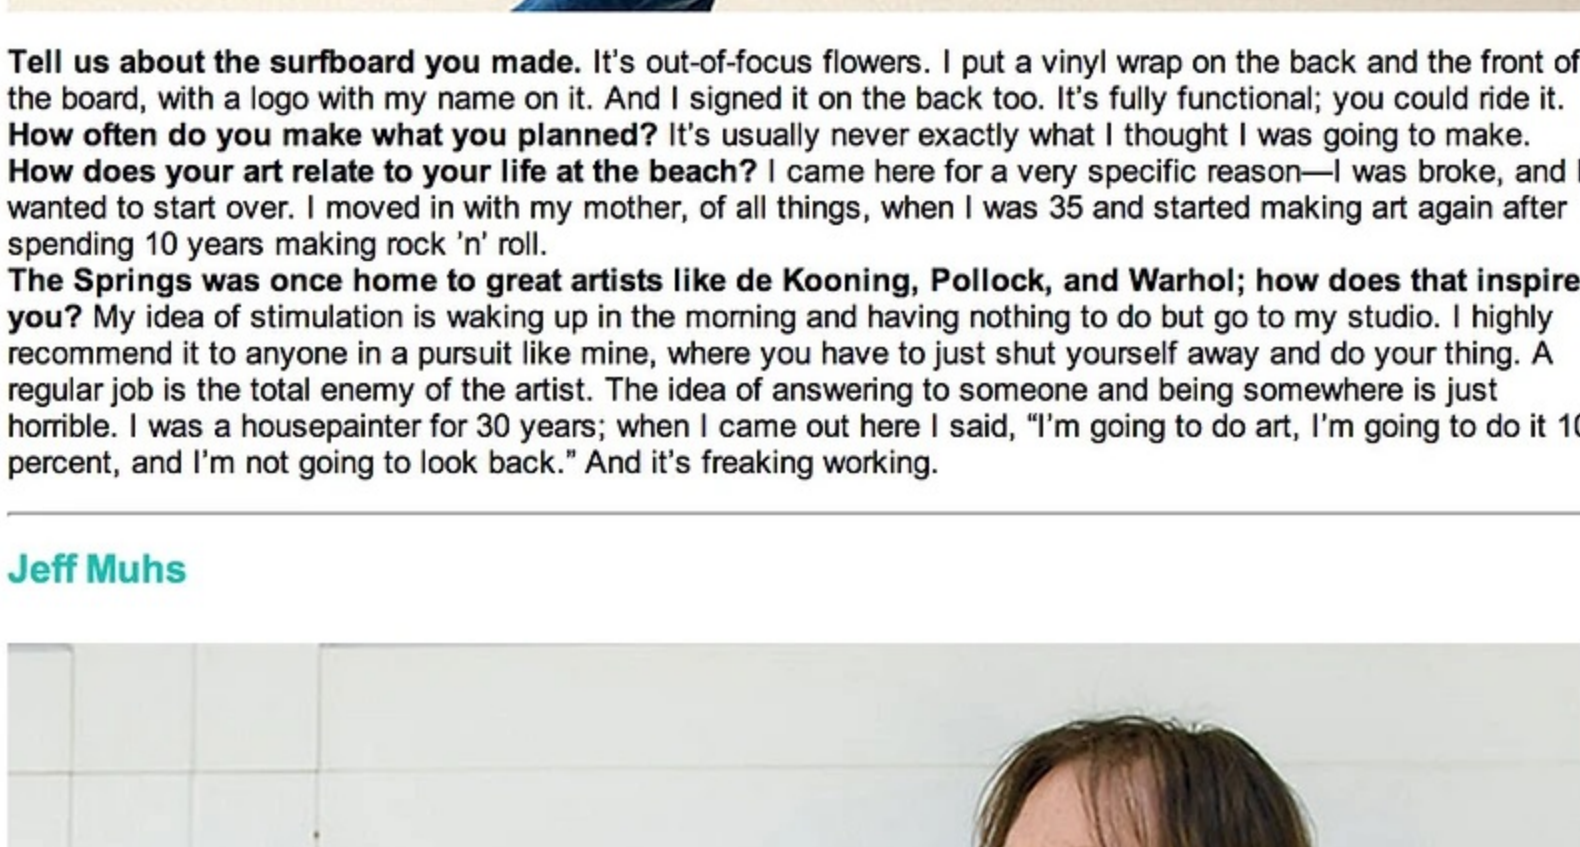 Tell us about the surfboard you made. It's out-of-focus flowers. I put a vinyl wrap on the back and the front of
the board, with a logo with my name on it. And I signed it on the back too. It's fully functional; you could ride it.
How often do you make what you planned? It's usually never exactly what I thought I was going to make.
How does your art relate to your life at the beach? I came here for a very specific reason—I was broke, and I
wanted to start over. I moved in with my mother, of all things, when I was 35 and started making art again after
spending 10 years making rock 'n' roll.
The Springs was once home to great artists like de Kooning, Pollock, and Warhol; how does that inspire
you? My idea of stimulation is waking up in the morning and having nothing to do but go to my studio. I highly
recommend it to anyone in a pursuit like mine, where you have to just shut yourself away and do your thing. A
regular job is the total enemy of the artist. The idea of answering to someone and being somewhere is just
horrible. I was a housepainter for 30 years; when I came out here I said, “I'm going to do art, I'm going to do it
percent, and I'm not going to look back.” And it's freaking working.
Jeff Muhs